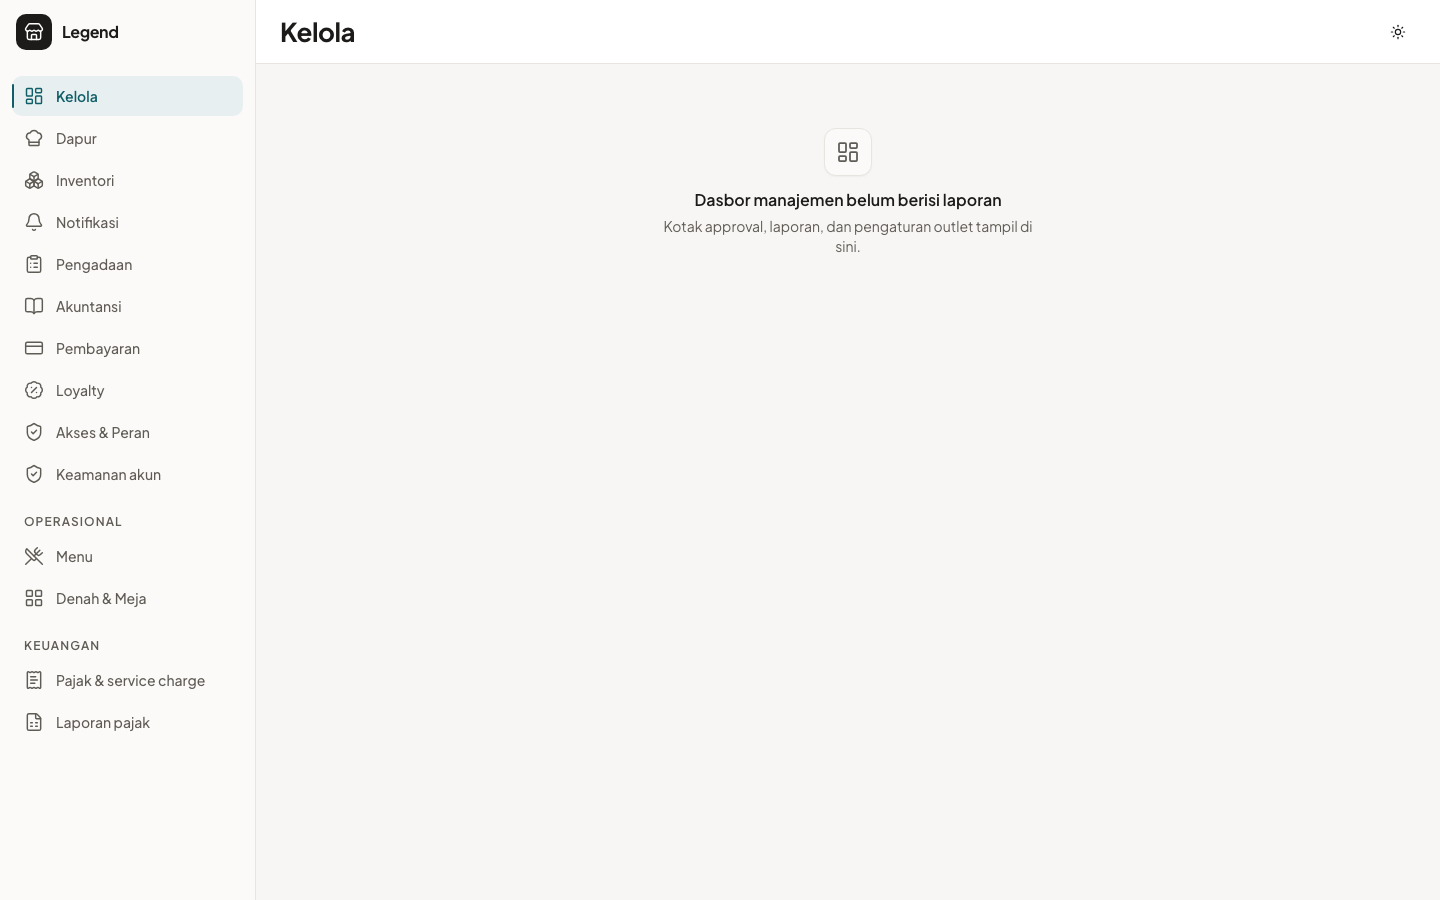 Legend
Kelola
Kelola
Dapur
Inventori
Notifikasi
Pengadaan
Akuntansi
Pembayaran
Loyalty
Akses & Peran
Keamanan akun
OPERASIONAL
Menu
Denah & Meja
KEUANGAN
Pajak & service charge
Laporan pajak
Dasbor manajemen belum berisi laporan
Kotak approval, laporan, dan pengaturan outlet tampil di
sini.